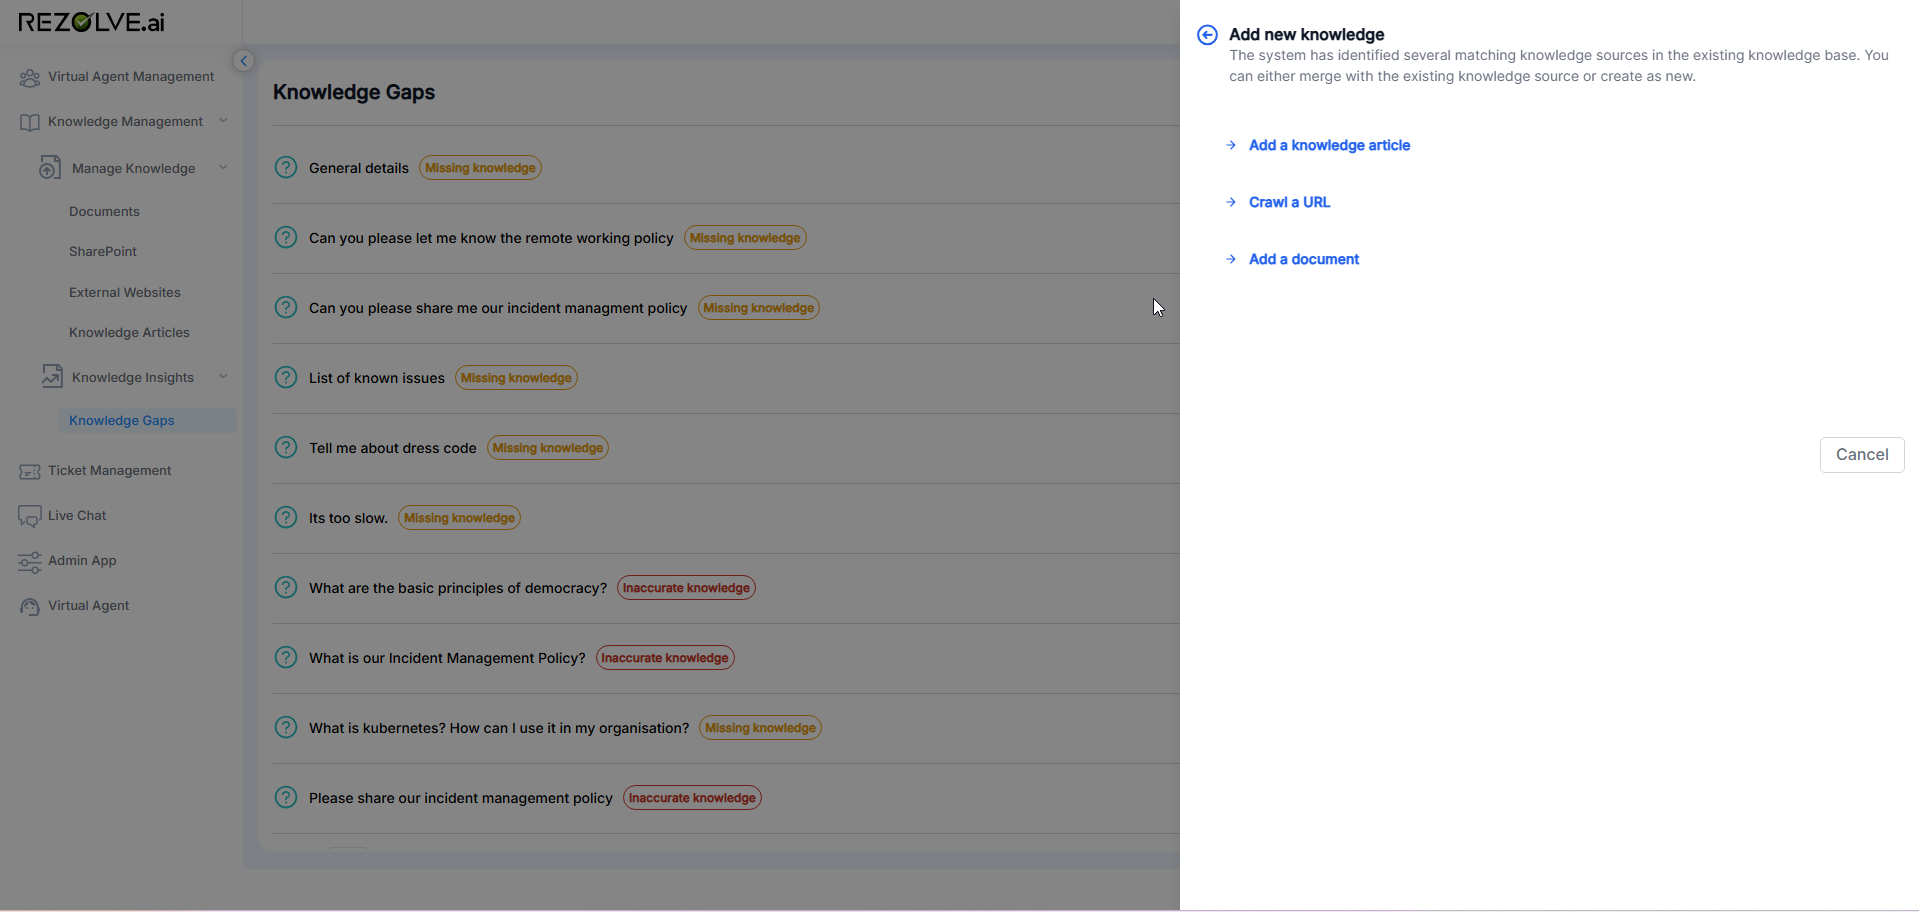 REZOLVE.ai
Virtual Agent Management
Knowledge Management
Manage Knowledge
Documents
SharePoint
External Websites
Knowledge Articles
Knowledge Insights
Knowledge Gaps
Ticket Management
Live Chat
Admin App
Virtual Agent
Knowledge Gaps
General details Missing knowledge
Can you please let me know the remote working policy Missing knowledge
Can you please share me our incident managment policy Missing knowledge
List of known issues Missing knowledge
Tell me about dress code Missing knowledge
Its too slow. Missing knowledge
What are the basic principles of democracy? Inaccurate knowledge
What is our Incident Management Policy? Inaccurate knowledge
What is kubernetes? How can I use it in my organisation? Missing knowledge
Please share our incident management policy Inaccurate knowledge
Add new knowledge
The system has identified several matching knowledge sources in the existing knowledge base. You
can either merge with the existing knowledge source or create as new.
Add a knowledge article
Crawl a URL
Add a document
Cancel